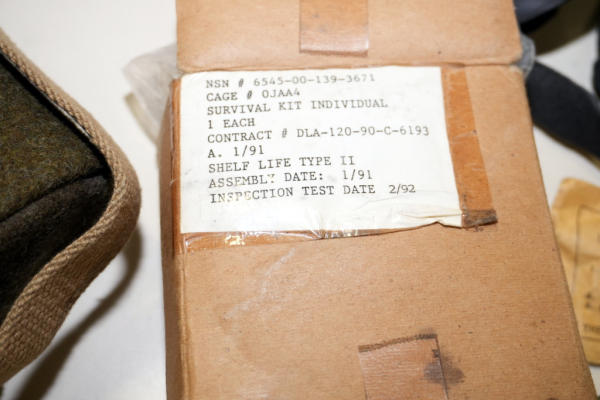 NSN # 6545-00-139-3671
CAGE # OJAA4
SURVIVAL KIT INDIVIDUAL
1 EACH
CONTRACT # DLA-120-90-C-6193
A. 1/91
SHELF LIFE TYPE II
ASSEMBLY DATE: 1/91
INSPECTION TEST DATE 2/92